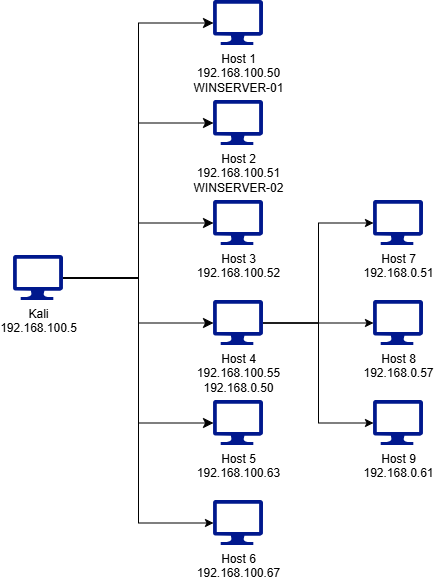 Host 1
192.168.100.50
WINSERVER-01
Host 2
192.168.100.51
WINSERVER-02
Host 3
192.168.100.52
Host 7
192.168.0.51
Kali
192.168.100.5
Host 4
192.168.100.55
192.168.0.50
Host 8
192.168.0.57
Host 5
192.168.100.63
Host 9
192.168.0.61
Host 6
192.168.100.67